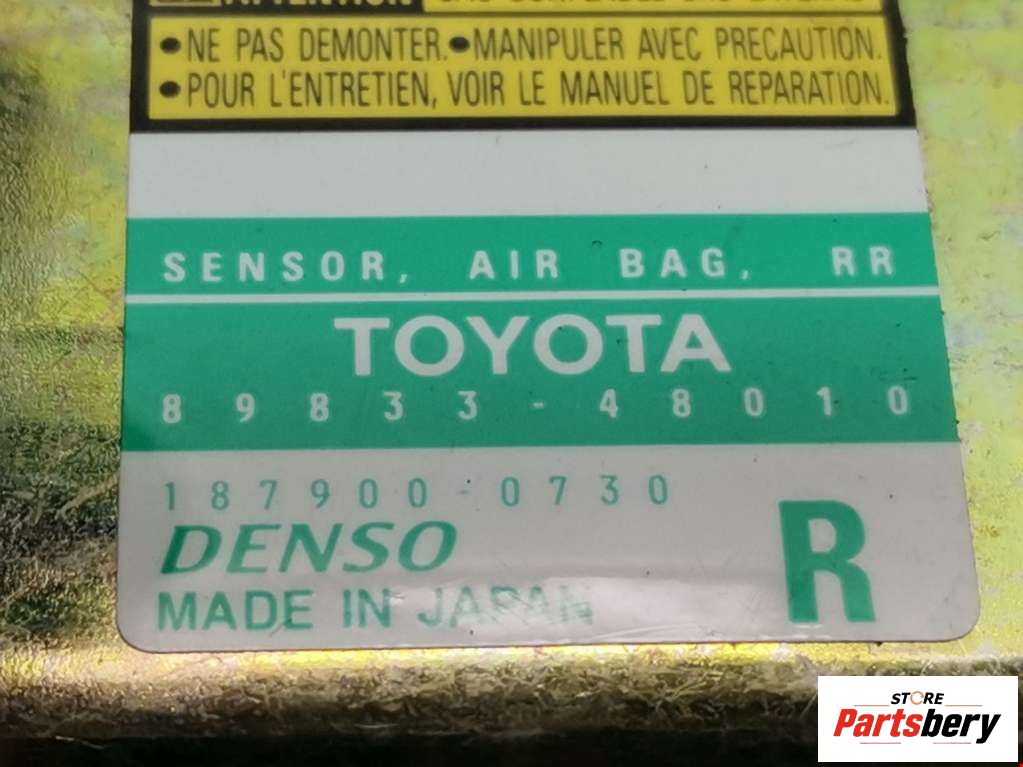 ATTENTION
•NE PAS DEMONTER. •MANIPULER AVEC PRECAUTION.
•POUR L'ENTRETIEN, VOIR LE MANUEL DE REPARATION.
SENSOR, AIR BAG, RR
TOYOTA
89833-48010
187900-0730
DENSO
MADE IN JAPAN
R
STORE
Partsbery